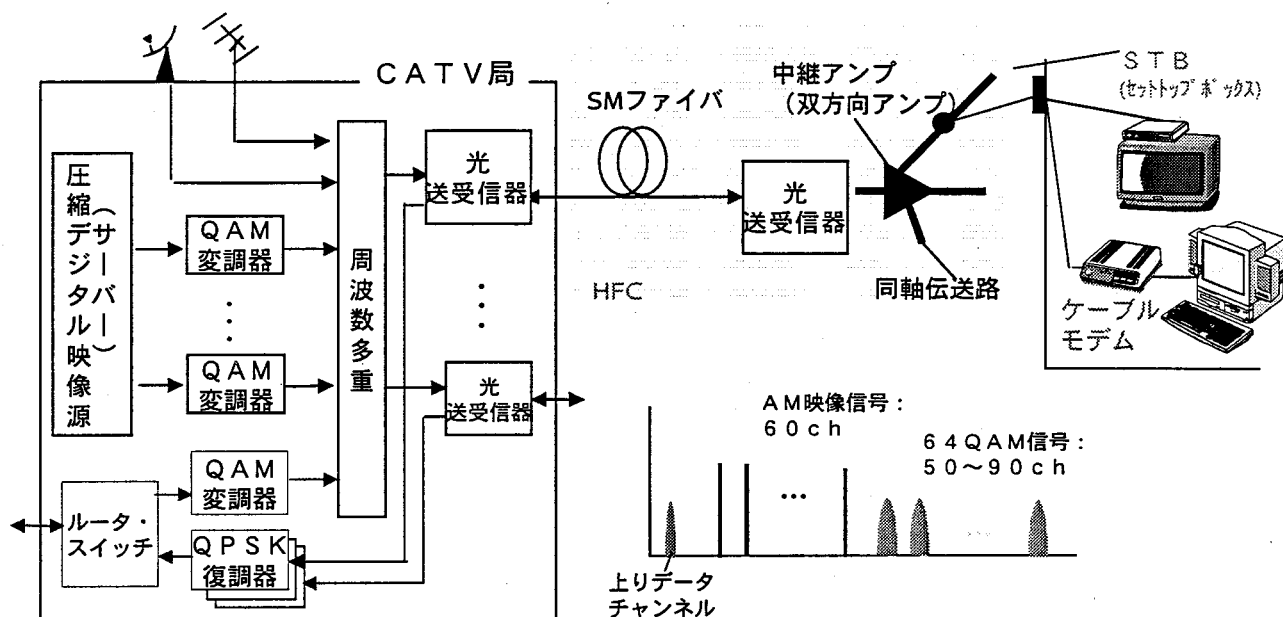 CATV局
圧縮デジタル映像源
(サーバー)
QAM
変調器
QAM
変調器
QAM
変調器
QPSK
復調器
ルータ・
スイッチ
周波数多重
光
送受信器
光
送受信器
SMファイバ
HFC
光
送受信器
中継アンプ
(双方向アンプ)
同軸伝送路
STB
(セットトップボックス)
ケーブル
モデム
AM映像信号:
60ch
64QAM信号:
50~90ch
…
上りデータ
チャンネル